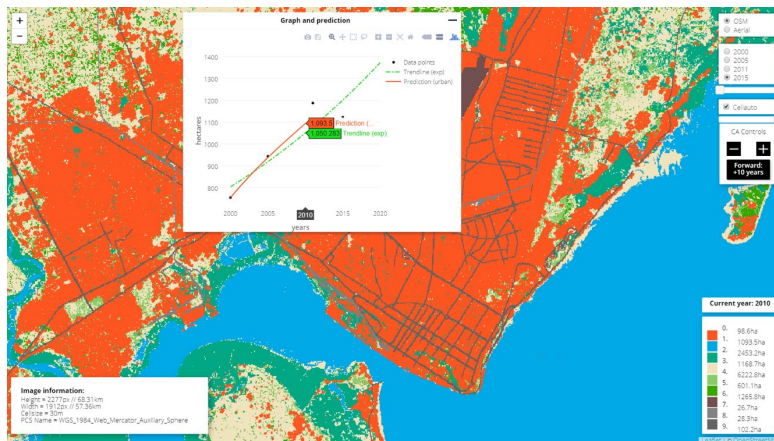 +
−
Graph and prediction
1400
1300
1200
1100
1000
900
800
hectares
2000
2005
2010
2015
2020
years
Data points
Trendline (exp)
Prediction (urban)
1,093.5 Prediction (...
1,050.283 Trendline (exp)
OSM
Aerial
2000
2005
2011
2015
Cellauto
CA Controls
Forward:
+10 years
Current year: 2010
0. 98.6ha
1. 1093.5ha
2. 2453.2ha
3. 1168.7ha
4. 6222.8ha
5. 601.1ha
6. 1265.8ha
7. 26.7ha
8. 28.3ha
9. 102.2ha
Image information:
Height = 2277px // 68.31km
Width = 1912px // 57.36km
Cellsize = 30m
PCS Name = WGS_1984_Web_Mercator_Auxiliary_Sphere